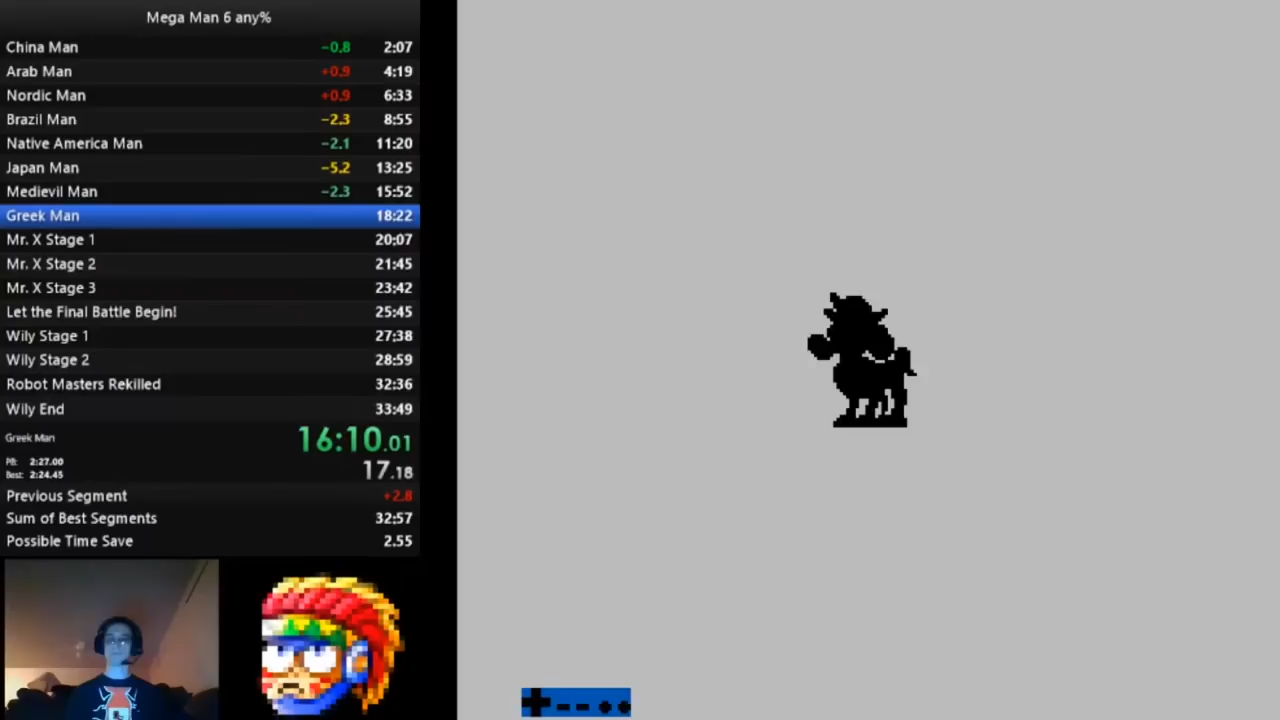 Mega Man 6 any%
China Man -0.8 2:07
Arab Man +0.9 4:19
Nordic Man +0.9 6:33
Brazil Man -2.3 8:55
Native America Man -2.1 11:20
Japan Man -5.2 13:25
Medievil Man -2.3 15:52
Greek Man 18:22
Mr. X Stage 1 20:07
Mr. X Stage 2 21:45
Mr. X Stage 3 23:42
Let the Final Battle Begin! 25:45
Wily Stage 1 27:38
Wily Stage 2 28:59
Robot Masters Rekilled 32:36
Wily End 33:49
Greek Man 16:10.01
PB: 2:27.00
Best: 2:24.45 17.18
Previous Segment +2.8
Sum of Best Segments 32:57
Possible Time Save 2.55